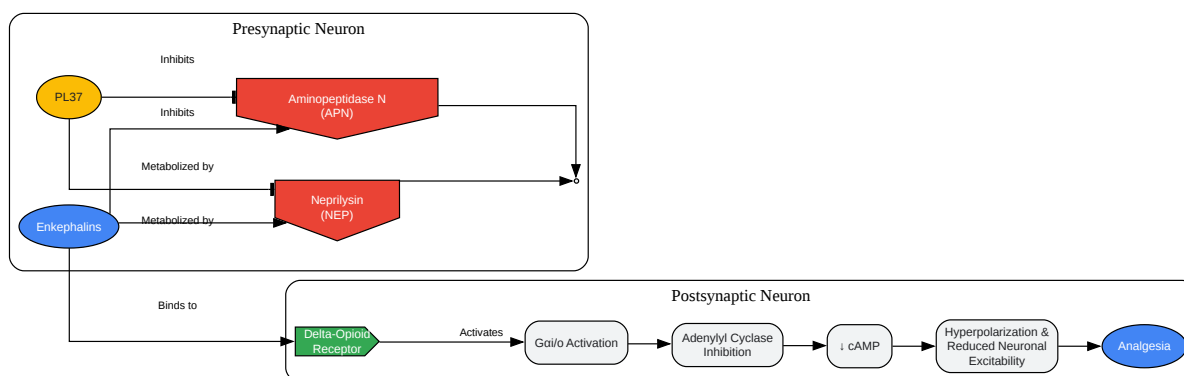 Presynaptic Neuron
Inhibits
PL37
Aminopeptidase N
(APN)
Inhibits
Metabolized by
Neprilysin
(NEP)
Enkephalins
Metabolized by
Postsynaptic Neuron
Binds to
Delta-Opioid
Receptor
Activates
Gαi/o Activation
Adenylyl Cyclase
Inhibition
↓ cAMP
Hyperpolarization &
Reduced Neuronal
Excitability
Analgesia